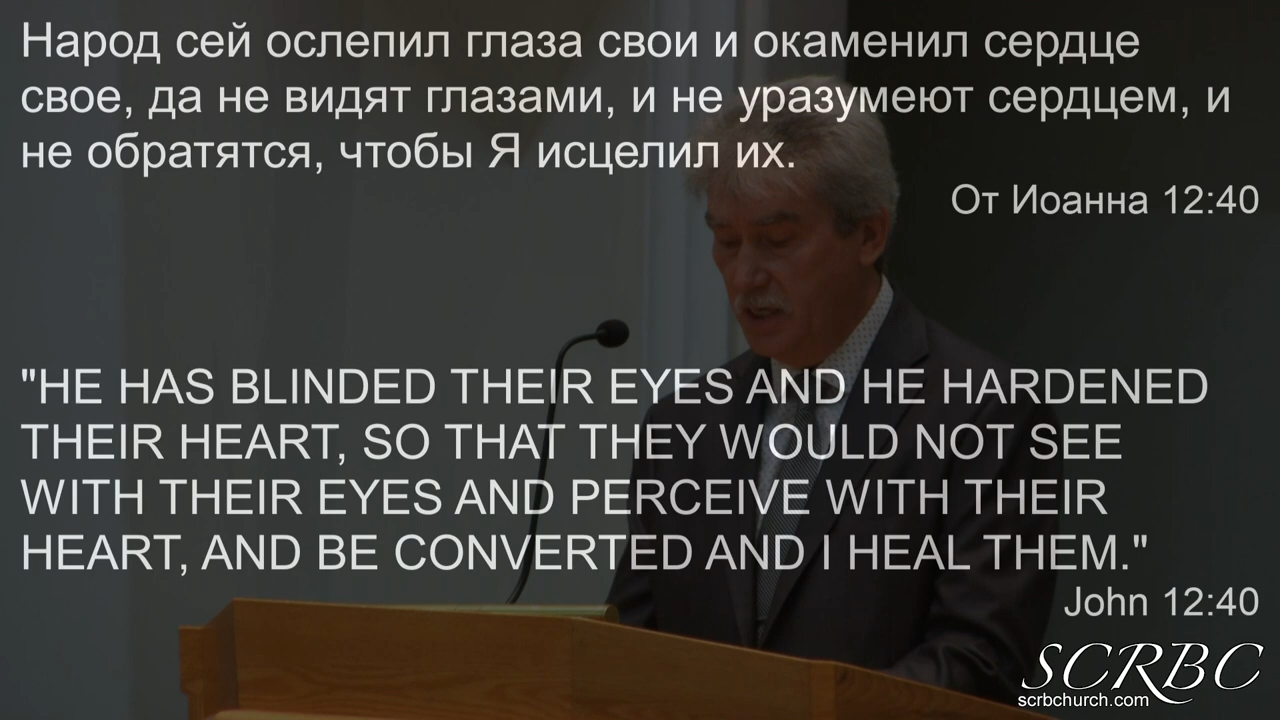 Народ сей ослепил глаза свои и окаменил сердце
свое, да не видят глазами, и не уразумеют сердцем, и
не обратятся, чтобы Я исцелил их.
От Иоанна 12:40
"HE HAS BLINDED THEIR EYES AND HE HARDENED
THEIR HEART, SO THAT THEY WOULD NOT SEE
WITH THEIR EYES AND PERCEIVE WITH THEIR
HEART, AND BE CONVERTED AND I HEAL THEM."
John 12:40
SCRBC
scrbchurch.com